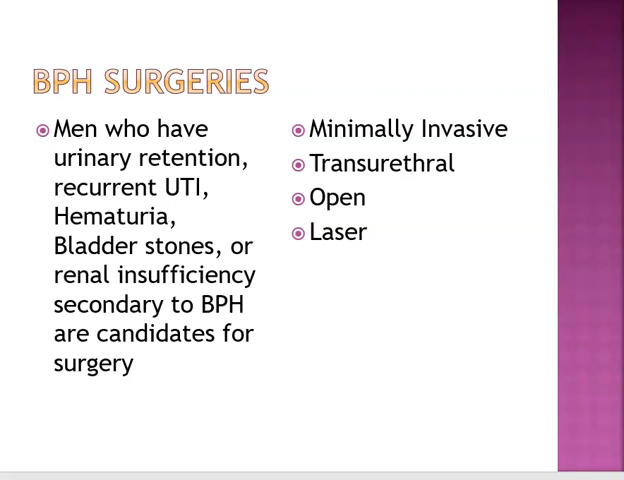 BPH SURGERIES
Men who have
urinary retention,
recurrent UTI,
Hematuria,
Bladder stones, or
renal insufficiency
secondary to BPH
are candidates for
surgery
Minimally Invasive
Transurethral
Open
Laser